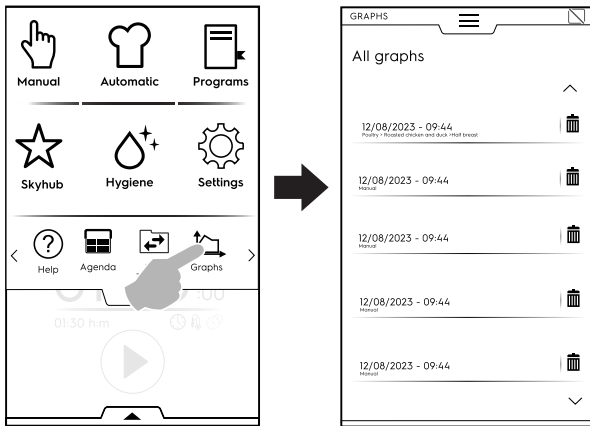 Manual Automatic Programs
Skyhub Hygiene Settings
Help Agenda Graphs
:00
01:30 h:m
GRAPHS
All graphs
12/08/2023 - 09:44
Poultry > Roasted chicken and duck >Half breast
12/08/2023 - 09:44
Manual
12/08/2023 - 09:44
Manual
12/08/2023 - 09:44
Manual
12/08/2023 - 09:44
Manual